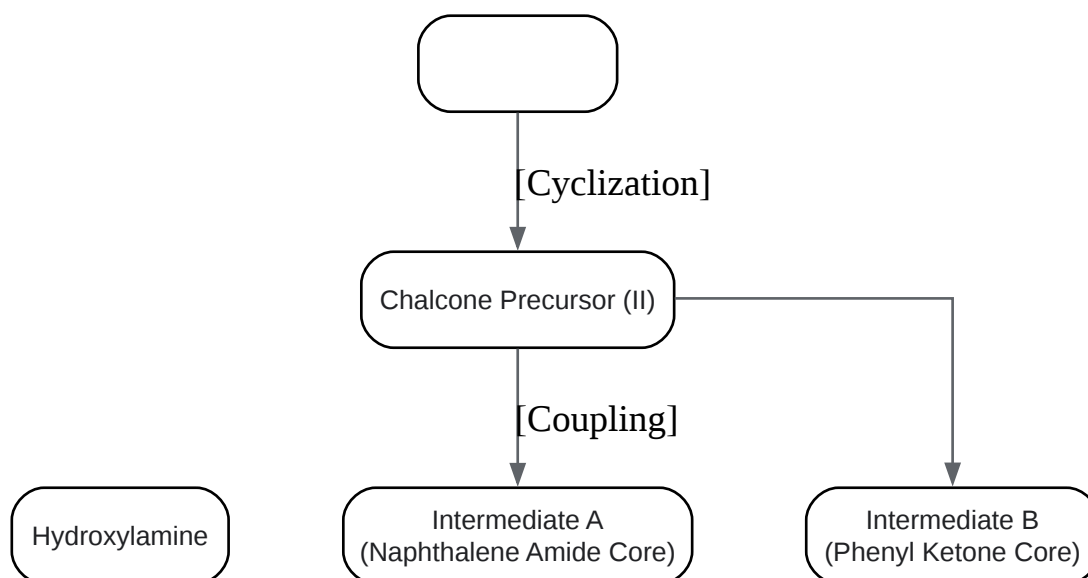 [Cyclization]
Chalcone Precursor (II)
[Coupling]
Hydroxylamine
Intermediate A
(Naphthalene Amide Core)
Intermediate B
(Phenyl Ketone Core)